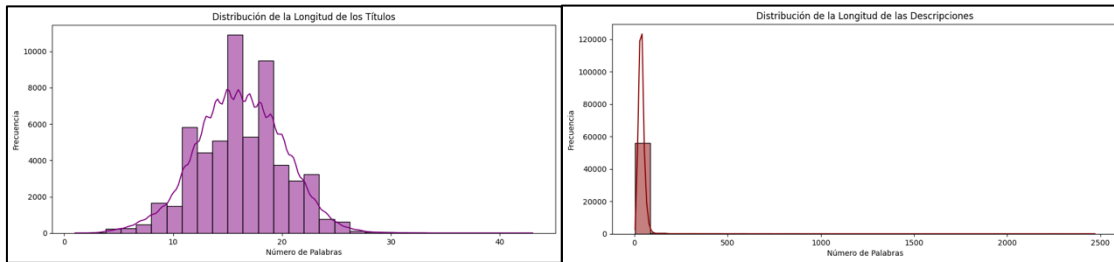 Distribución de la Longitud de los Títulos
10000
8000
6000
4000
2000
0
Frecuencia
0 10 20 30 40
Número de Palabras
Distribución de la Longitud de las Descripciones
120000
100000
80000
60000
40000
20000
0
Frecuencia
0 500 1000 1500 2000 2500
Número de Palabras